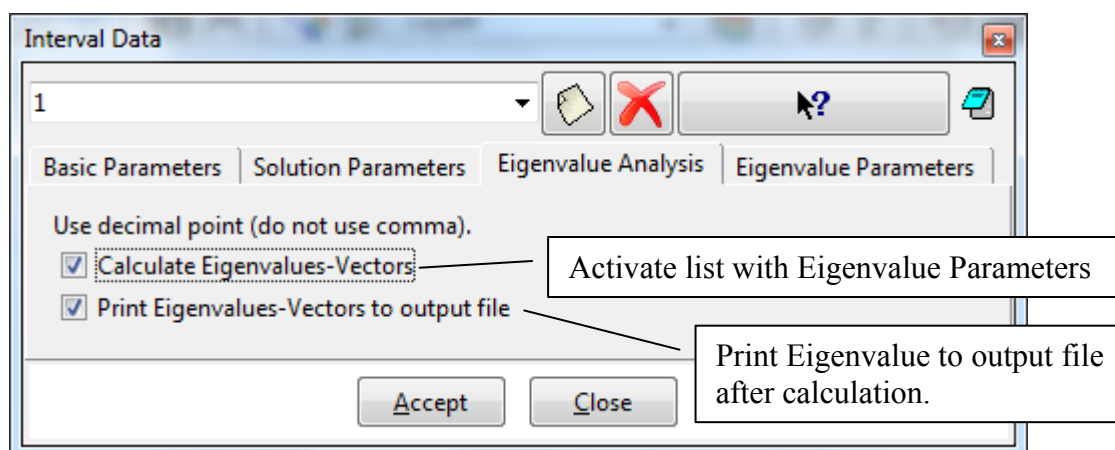 Interval Data
1
?
Basic Parameters Solution Parameters Eigenvalue Analysis Eigenvalue Parameters
Use decimal point (do not use comma).
Calculate Eigenvalues-Vectors
Activate list with Eigenvalue Parameters
Print Eigenvalues-Vectors to output file
Print Eigenvalue to output file
after calculation.
Accept Close